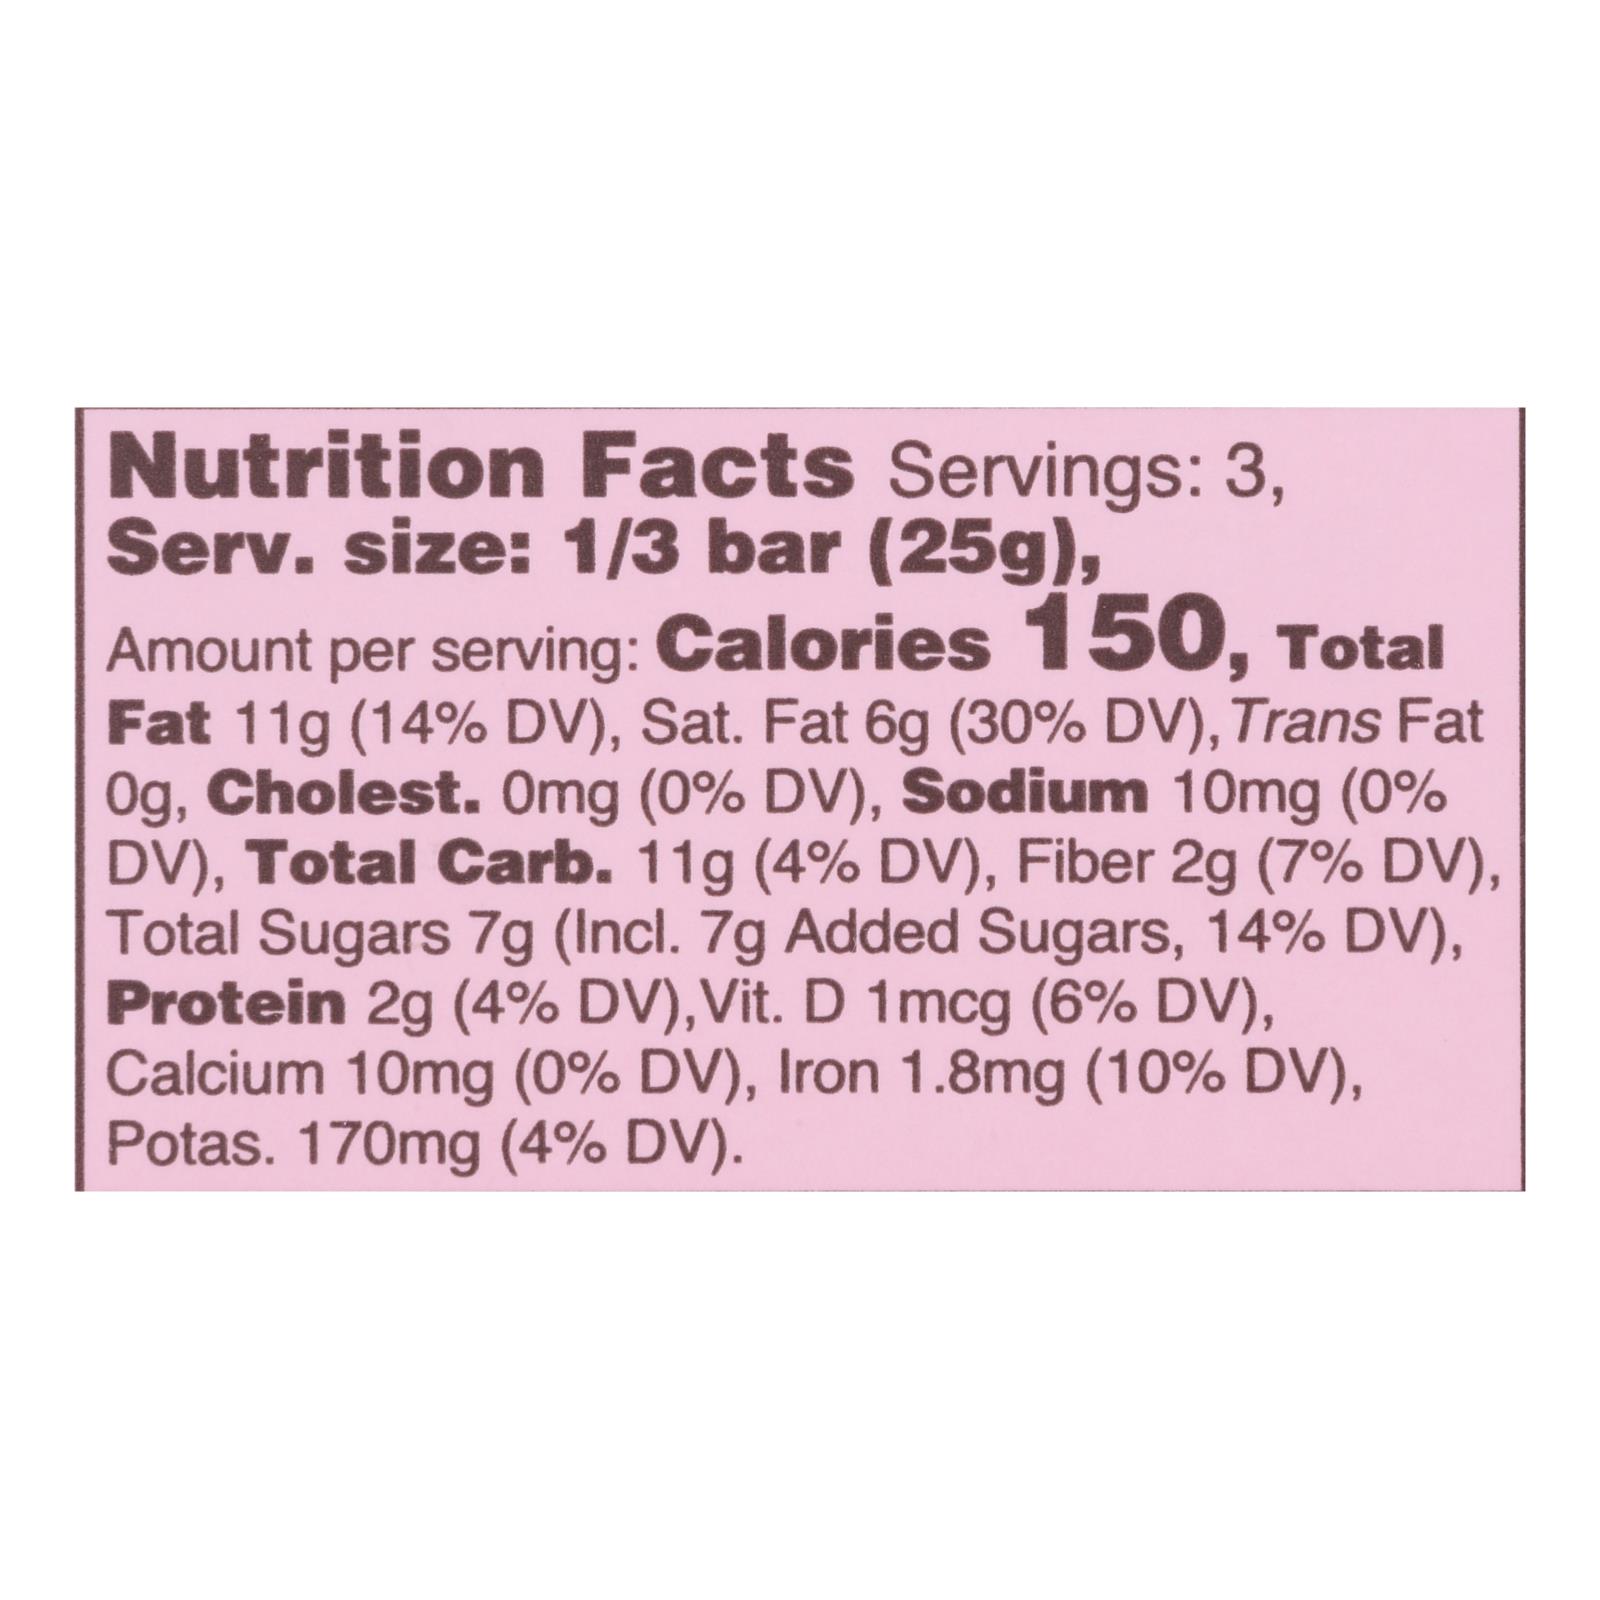 Nutrition Facts Servings: 3,
Serv. size: 1/3 bar (25g),
Amount per serving: Calories 150, Total
Fat 11g (14% DV), Sat. Fat 6g (30% DV), Trans Fat
0g, Cholest. 0mg (0% DV), Sodium 10mg (0%
DV), Total Carb. 11g (4% DV), Fiber 2g (7% DV),
Total Sugars 7g (Incl. 7g Added Sugars, 14% DV),
Protein 2g (4% DV), Vit. D 1mcg (6% DV),
Calcium 10mg (0% DV), Iron 1.8mg (10% DV),
Potas. 170mg (4% DV).